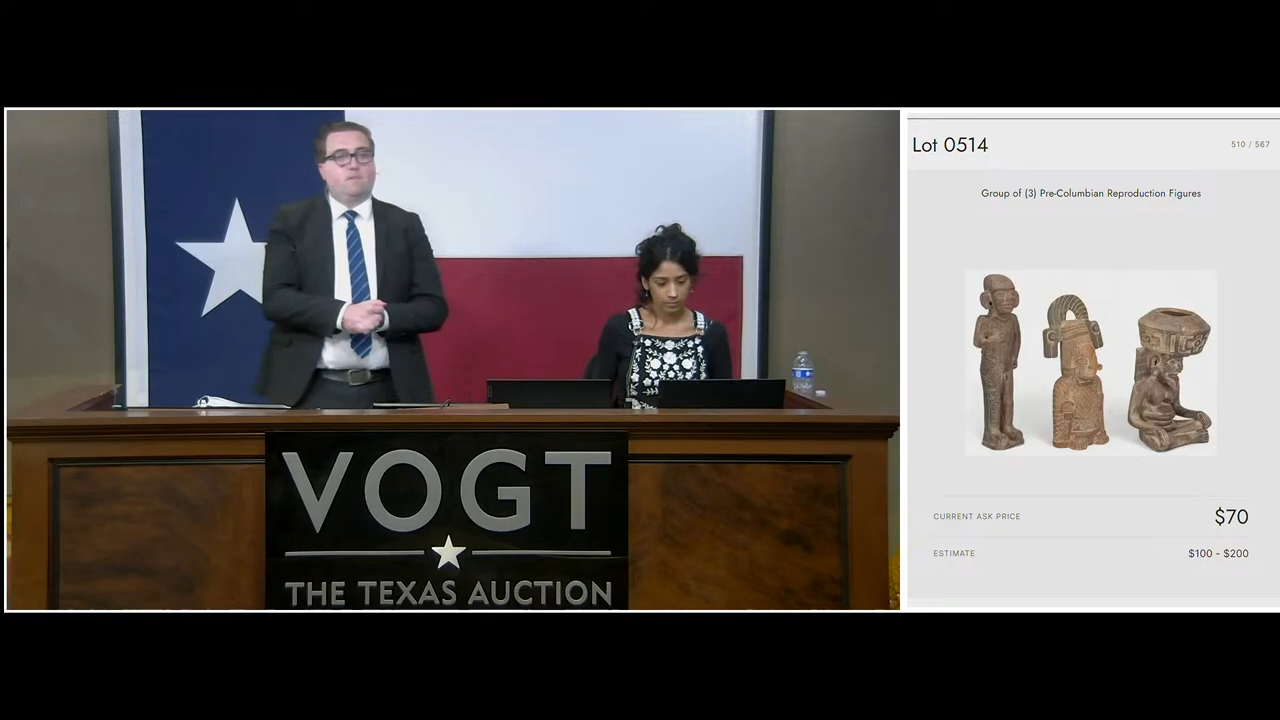 VOGT
THE TEXAS AUCTION
Lot 0514
510 / 567
Group of (3) Pre-Columbian Reproduction Figures
CURRENT ASK PRICE
$70
ESTIMATE
$100 - $200